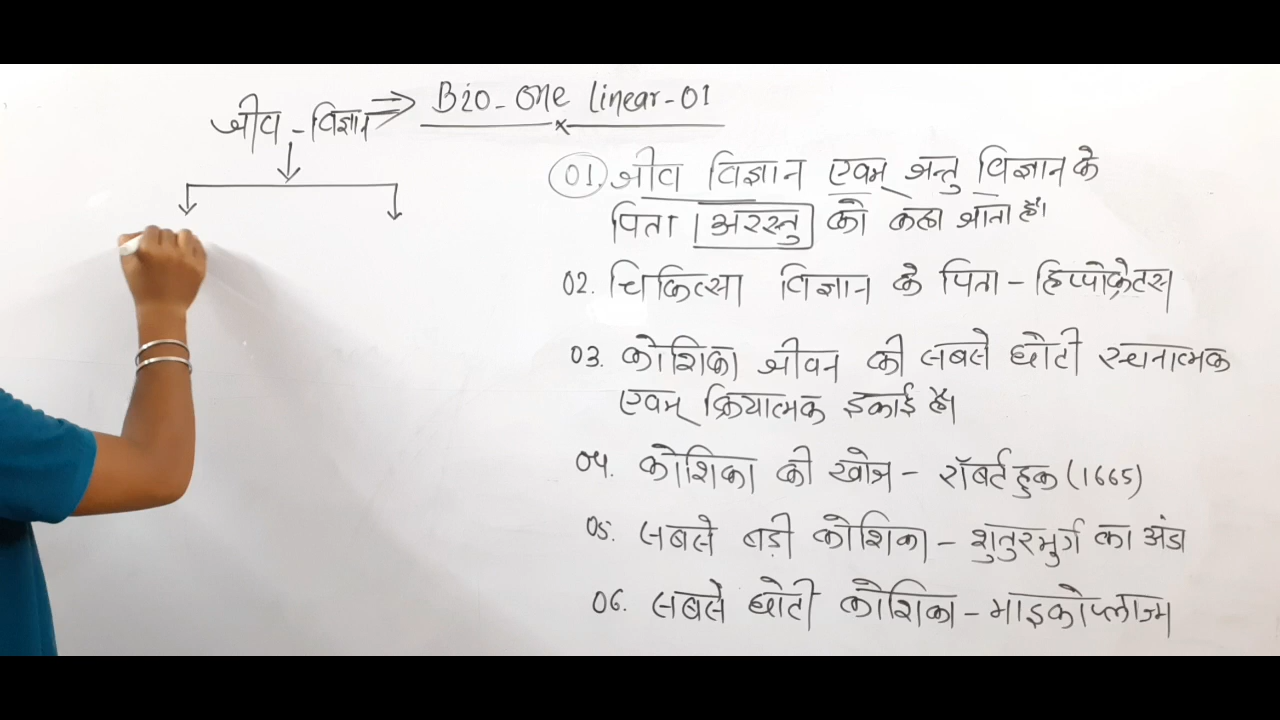 जीव - विज्ञान ⇒ Bio - One linear - 01
01. जीव विज्ञान एवम् जन्तु विज्ञान के
पिता अरस्तु को कहा जाता है।
02. चिकित्सा विज्ञान के पिता - हिप्पोक्रेटस
03. कोशिका जीवन की सबसे छोटी रचनात्मक
एवम् क्रियात्मक इकाई है।
04. कोशिका की खोज - रॉबर्ट हुक (1665)
05. सबसे बड़ी कोशिका - शुतुरमुर्ग का अंडा
06. सबसे छोटी कोशिका - माइकोप्लाज्म